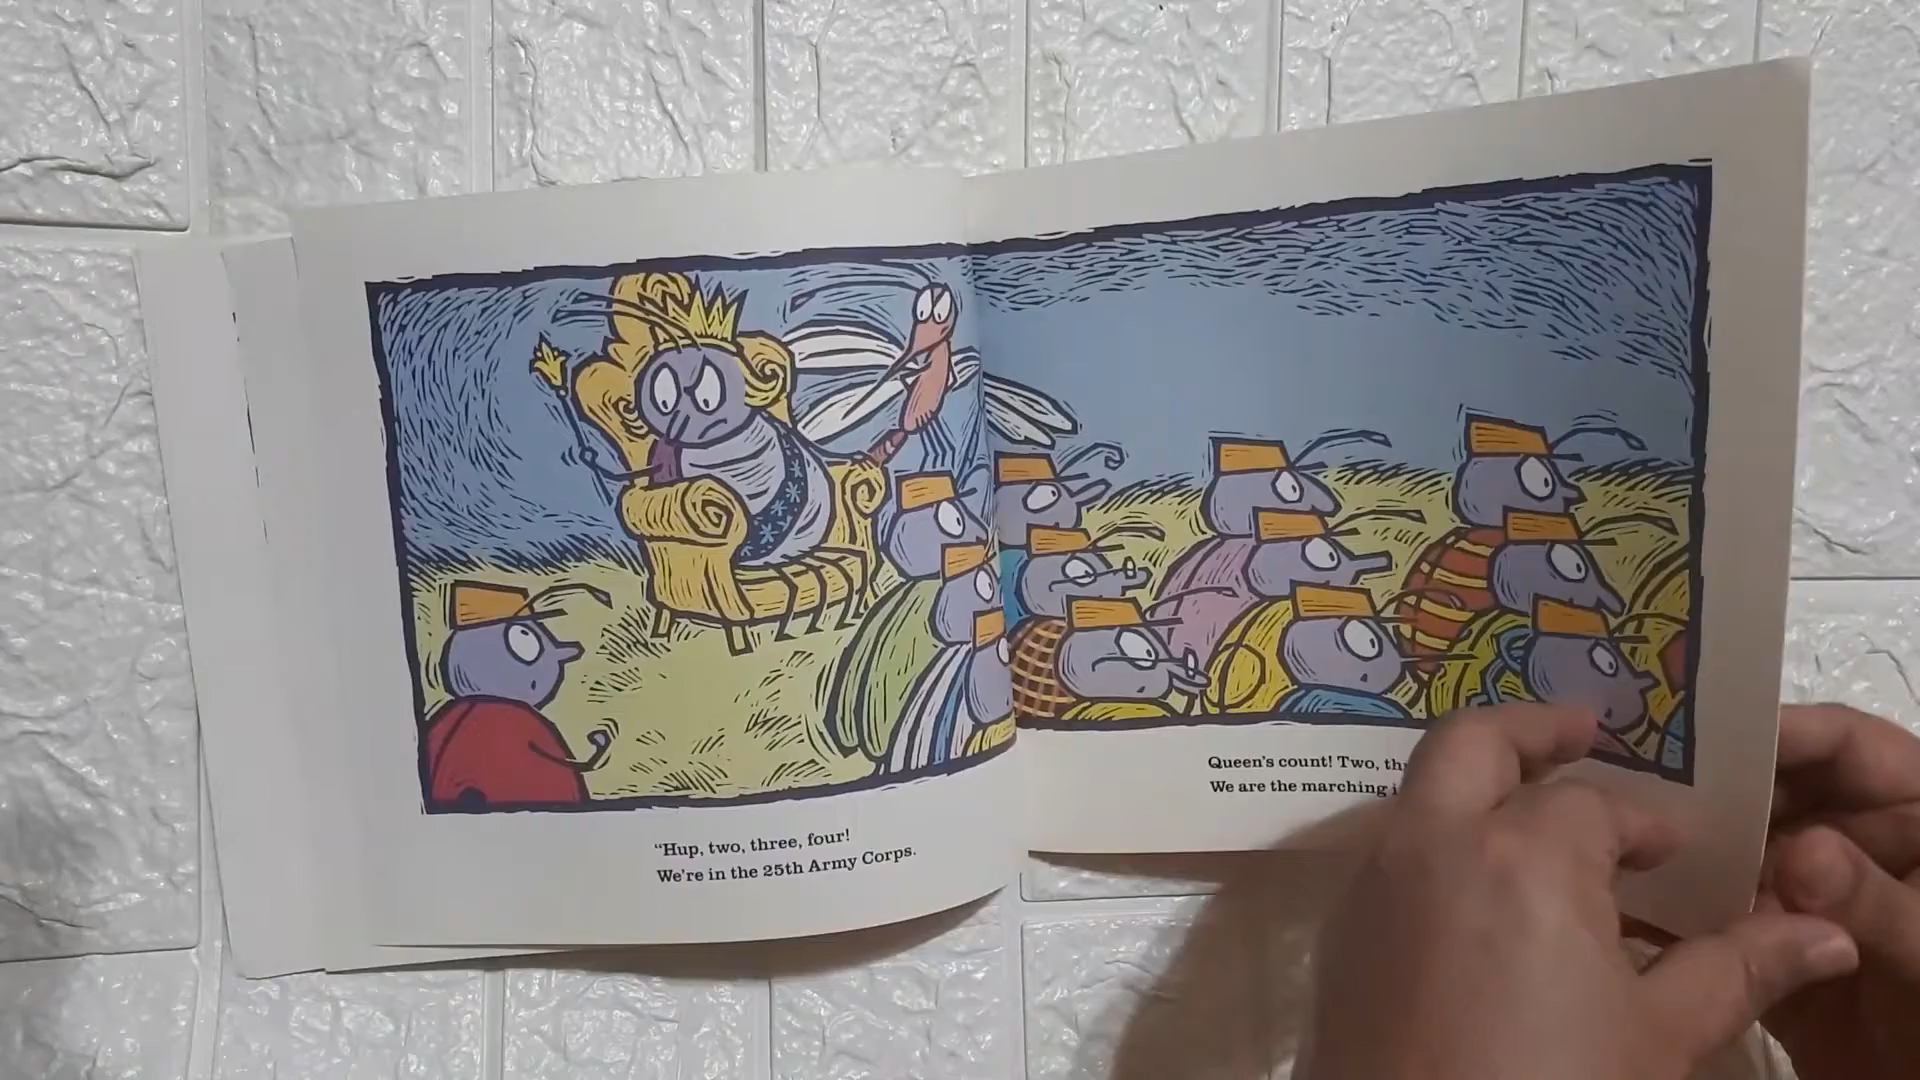 “Hup, two, three, four!
We're in the 25th Army Corps.
Queen's count! Two,
We are the marching